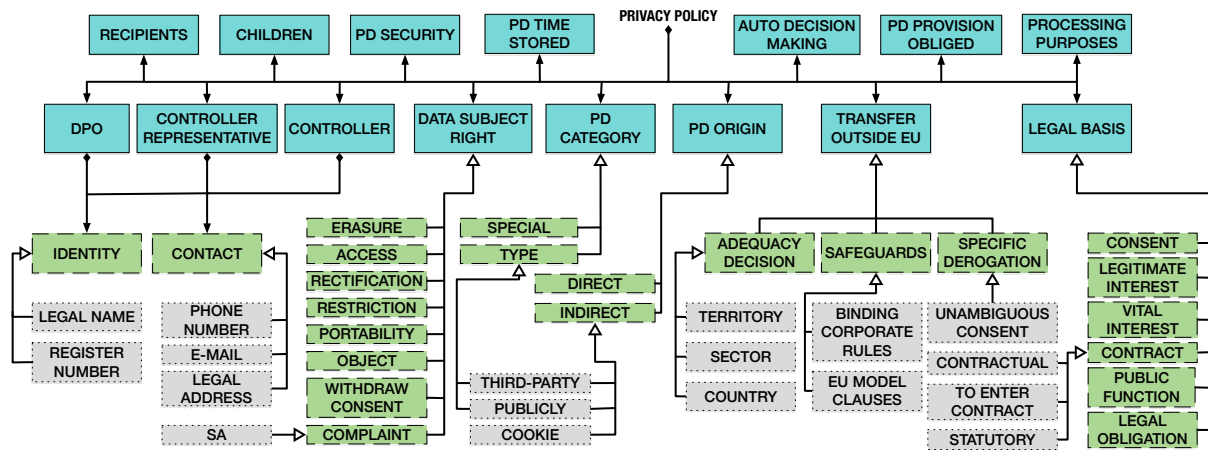 PRIVACY POLICY
RECIPIENTS
CHILDREN
PD SECURITY
PD TIME
STORED
AUTO DECISION
MAKING
PD PROVISION
OBLIGED
PROCESSING
PURPOSES
DPO
CONTROLLER
REPRESENTATIVE
CONTROLLER
DATA SUBJECT
RIGHT
PD
CATEGORY
PD ORIGIN
TRANSFER
OUTSIDE EU
LEGAL BASIS
IDENTITY
LEGAL NAME
REGISTER
NUMBER
CONTACT
PHONE
NUMBER
E-MAIL
LEGAL
ADDRESS
SA
ERASURE
ACCESS
RECTIFICATION
RESTRICTION
PORTABILITY
OBJECT
WITHDRAW
CONSENT
COMPLAINT
SPECIAL
TYPE
DIRECT
INDIRECT
THIRD-PARTY
PUBLICLY
COOKIE
ADEQUACY
DECISION
TERRITORY
SECTOR
COUNTRY
SAFEGUARDS
BINDING
CORPORATE
RULES
EU MODEL
CLAUSES
SPECIFIC
DEROGATION
UNAMBIGUOUS
CONSENT
CONTRACTUAL
TO ENTER
CONTRACT
STATUTORY
CONSENT
LEGITIMATE
INTEREST
VITAL
INTEREST
CONTRACT
PUBLIC
FUNCTION
LEGAL
OBLIGATION